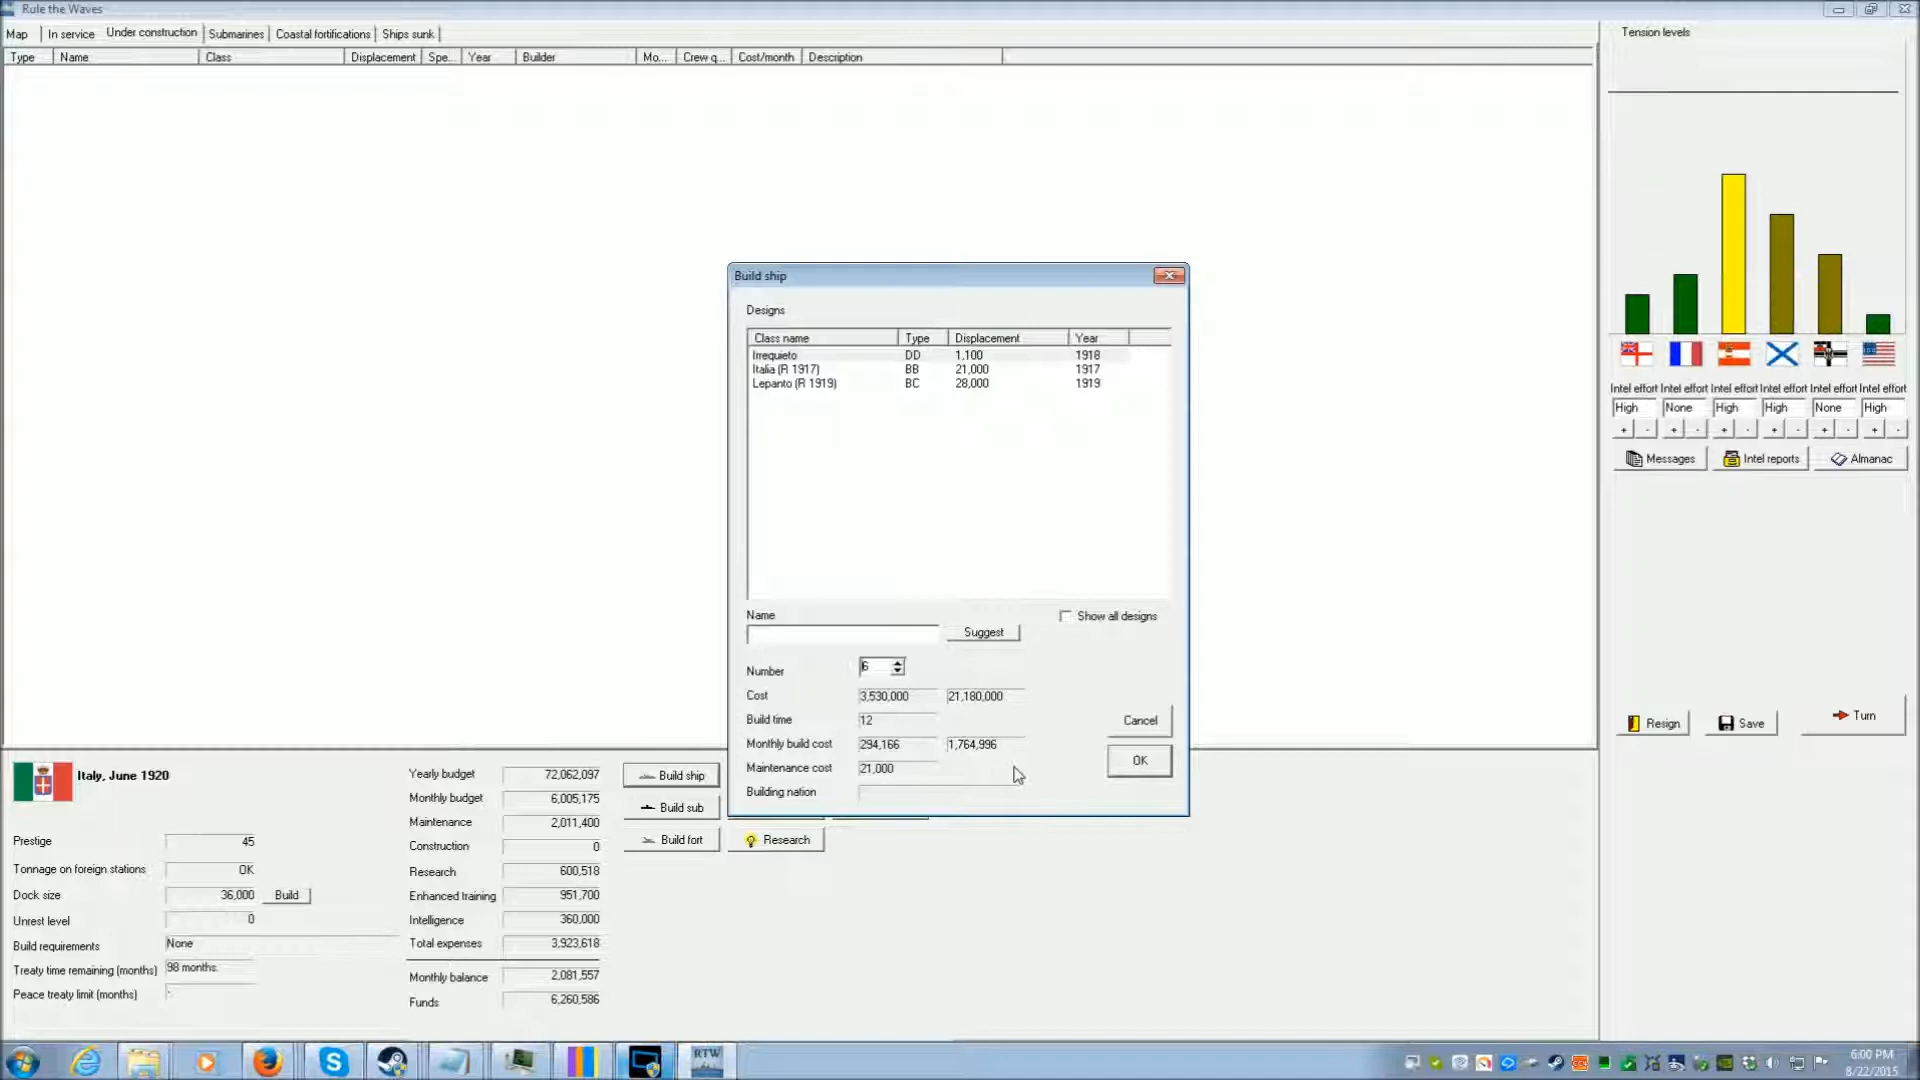 Rule the Waves
Map In service Under construction Submarines Coastal fortifications Ships sunk
Type Name Class Displacement Spe... Year Builder Mo... Crew q... Cost/month Description
Tension levels
Intel effort Intel effort Intel effort Intel effort Intel effort Intel effort
High None High High None High
+ - + - + - + - + - + -
Messages Intel reports Almanac
Resign Save Turn
Build ship
Designs
Class name Type Displacement Year
Irrequieto DD 1,100 1918
Italia (R 1917) BB 21,000 1917
Lepanto (R 1919) BC 28,000 1919
Name Show all designs
Suggest
Number 6
Cost 3,530,000 21,180,000
Build time 12 Cancel
Monthly build cost 294,166 1,764,996
OK
Maintenance cost 21,000
Building nation
Italy, June 1920
Prestige 45
Tonnage on foreign stations OK
Dock size 36,000 Build
Unrest level 0
Build requirements None
Treaty time remaining (months) 98 months.
Peace treaty limit (months) -
Yearly budget 72,062,097
Monthly budget 6,005,175
Maintenance 2,011,400
Construction 0
Research 600,518
Enhanced training 951,700
Intelligence 360,000
Total expenses 3,923,618
Monthly balance 2,081,557
Funds 6,260,586
Build ship
Build sub
Build fort Research
RTW
6:00 PM
8/22/2015